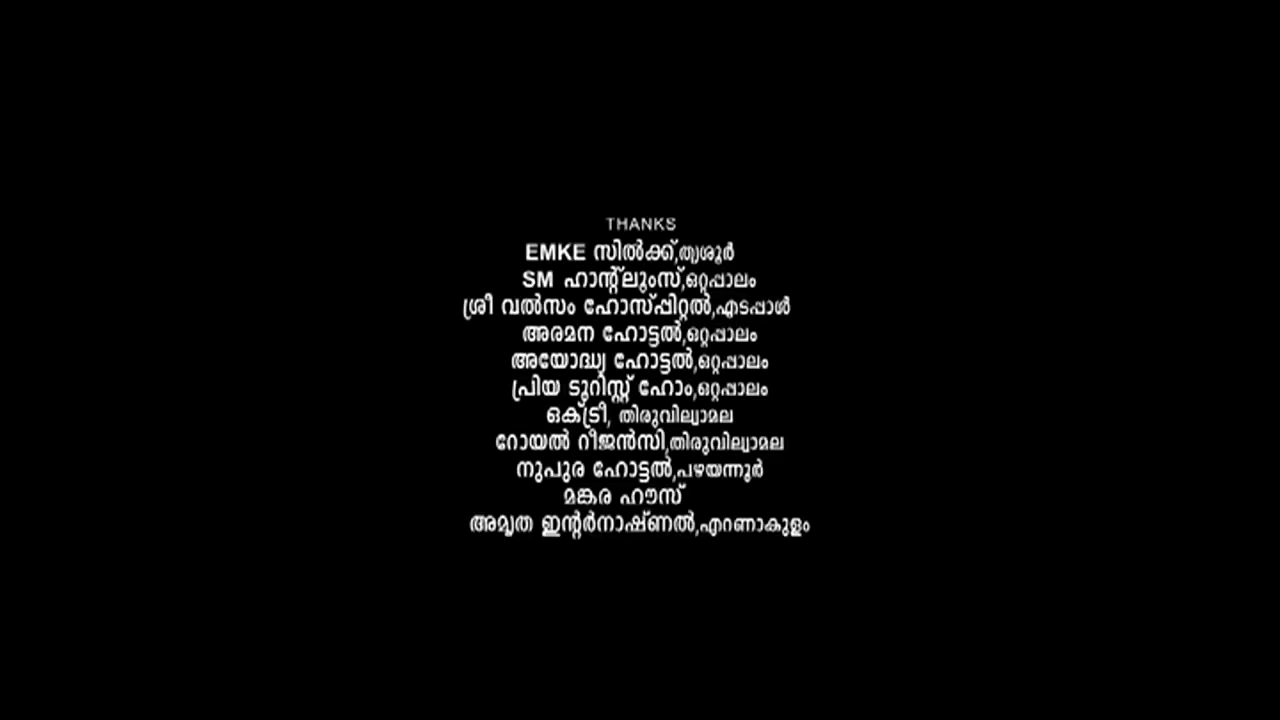 THANKS
EMKE സിൽക്ക്,തൃശൂർ
SM ഹാന്റ്ലൂംസ്,ഒറ്റപ്പാലം
ശ്രീ വൽസം ഹോസ്പ്പിറ്റൽ,എടപ്പാൾ
അരമന ഹോട്ടൽ,ഒറ്റപ്പാലം
അയോദ്ധ്യ ഹോട്ടൽ,ഒറ്റപ്പാലം
പ്രിയ ടൂറിസ്റ്റ് ഹോം,ഒറ്റപ്പാലം
ഒക്ട്രീ, തിരുവില്വാമല
റോയൽ റീജൻസി,തിരുവില്വാമല
നുപുര ഹോട്ടൽ,പഴയന്നൂർ
മങ്കര ഹൗസ്
അമൃത ഇന്റർനാഷ്ണൽ,എറണാകുളം